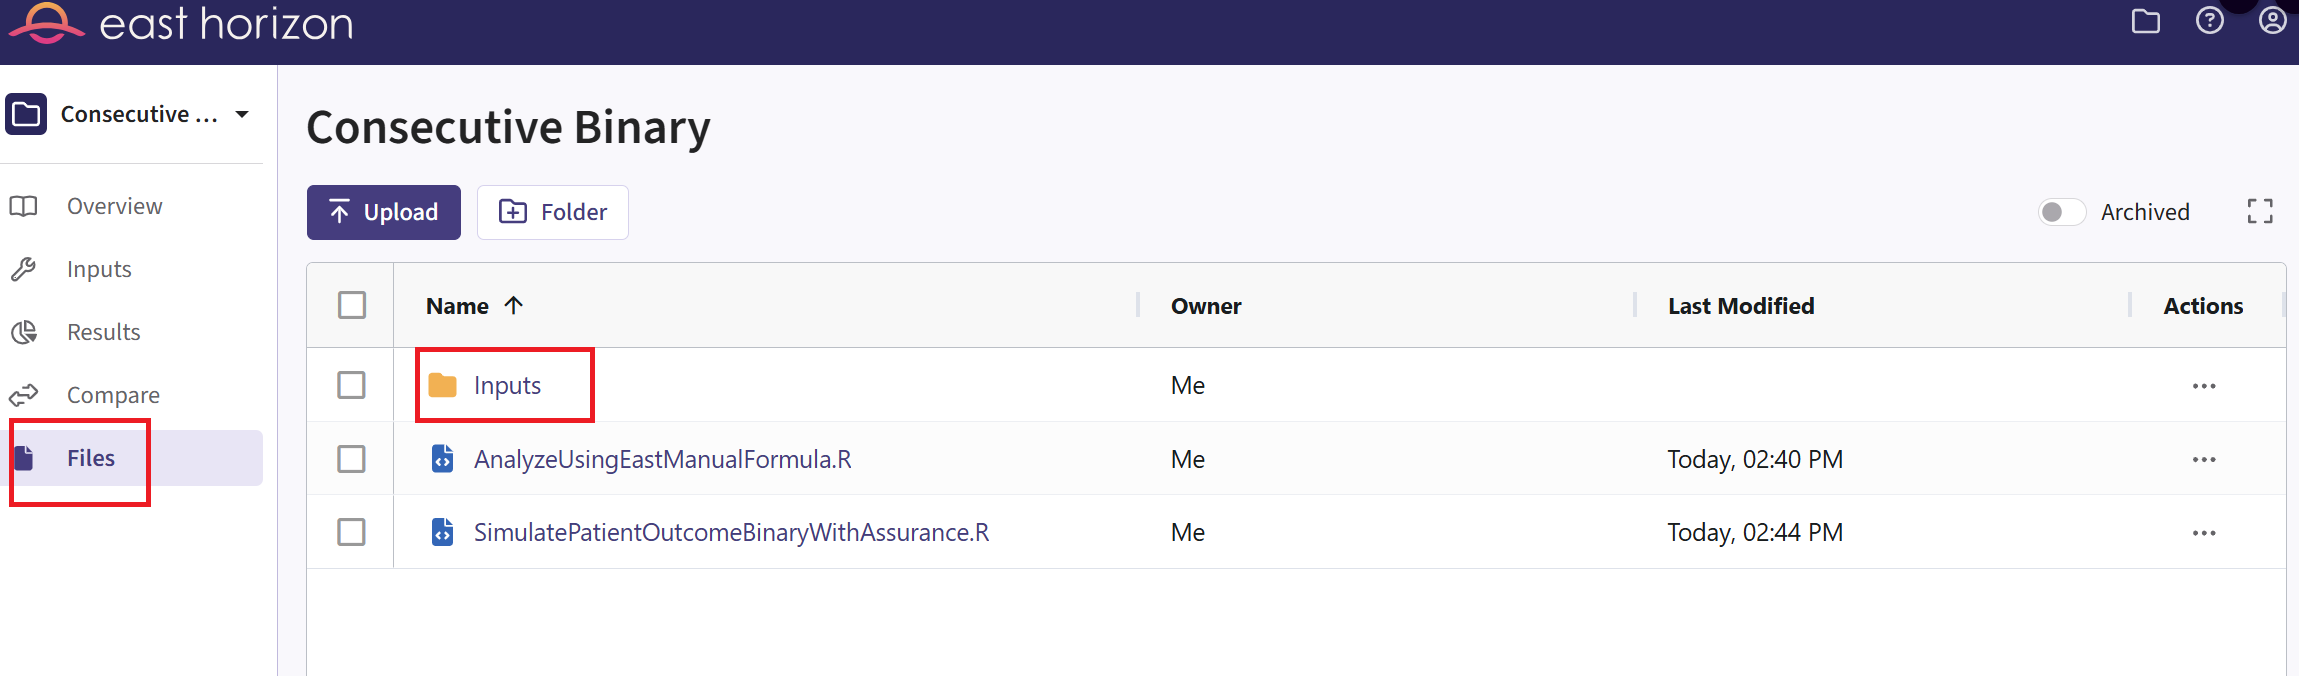 east horizon
Consecutive ...
Overview
Inputs
Results
Compare
Files
Consecutive Binary
Upload
Folder
Archived
Name Owner Last Modified Actions
Inputs Me
AnalyzeUsingEastManualFormula.R Me Today, 02:40 PM
SimulatePatientOutcomeBinaryWithAssurance.R Me Today, 02:44 PM